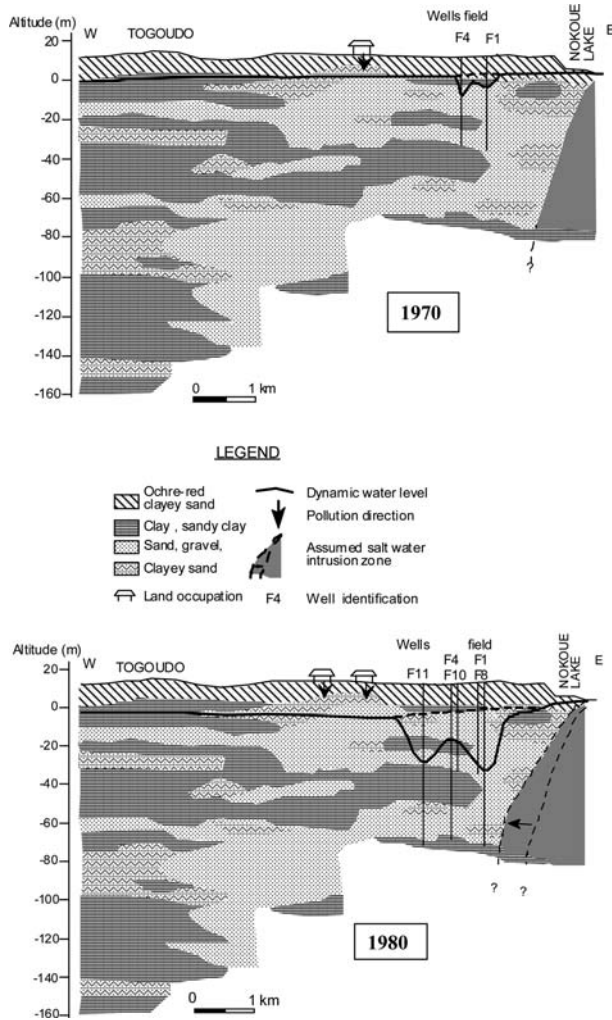 Altitude (m)
W TOGOUDO
Wells field
F4 F1
NOKOUE
LAKE
E
20
0
-20
-40
-60
-80
-100
-120
-140
-160
?
1970
0 1 km
LEGEND
Ochre-red
clayey sand
Clay , sandy clay
Sand, gravel,
Clayey sand
Land occupation
Dynamic water level
Pollution direction
Assumed salt water
intrusion zone
F4 Well identification
Altitude (m)
W TOGOUDO
Wells field
F4 F1
F11 F10 F8
NOKOUE
LAKE
E
20
0
-20
-40
-60
-80
-100
-120
-140
-160
? ?
1980
0 1 km